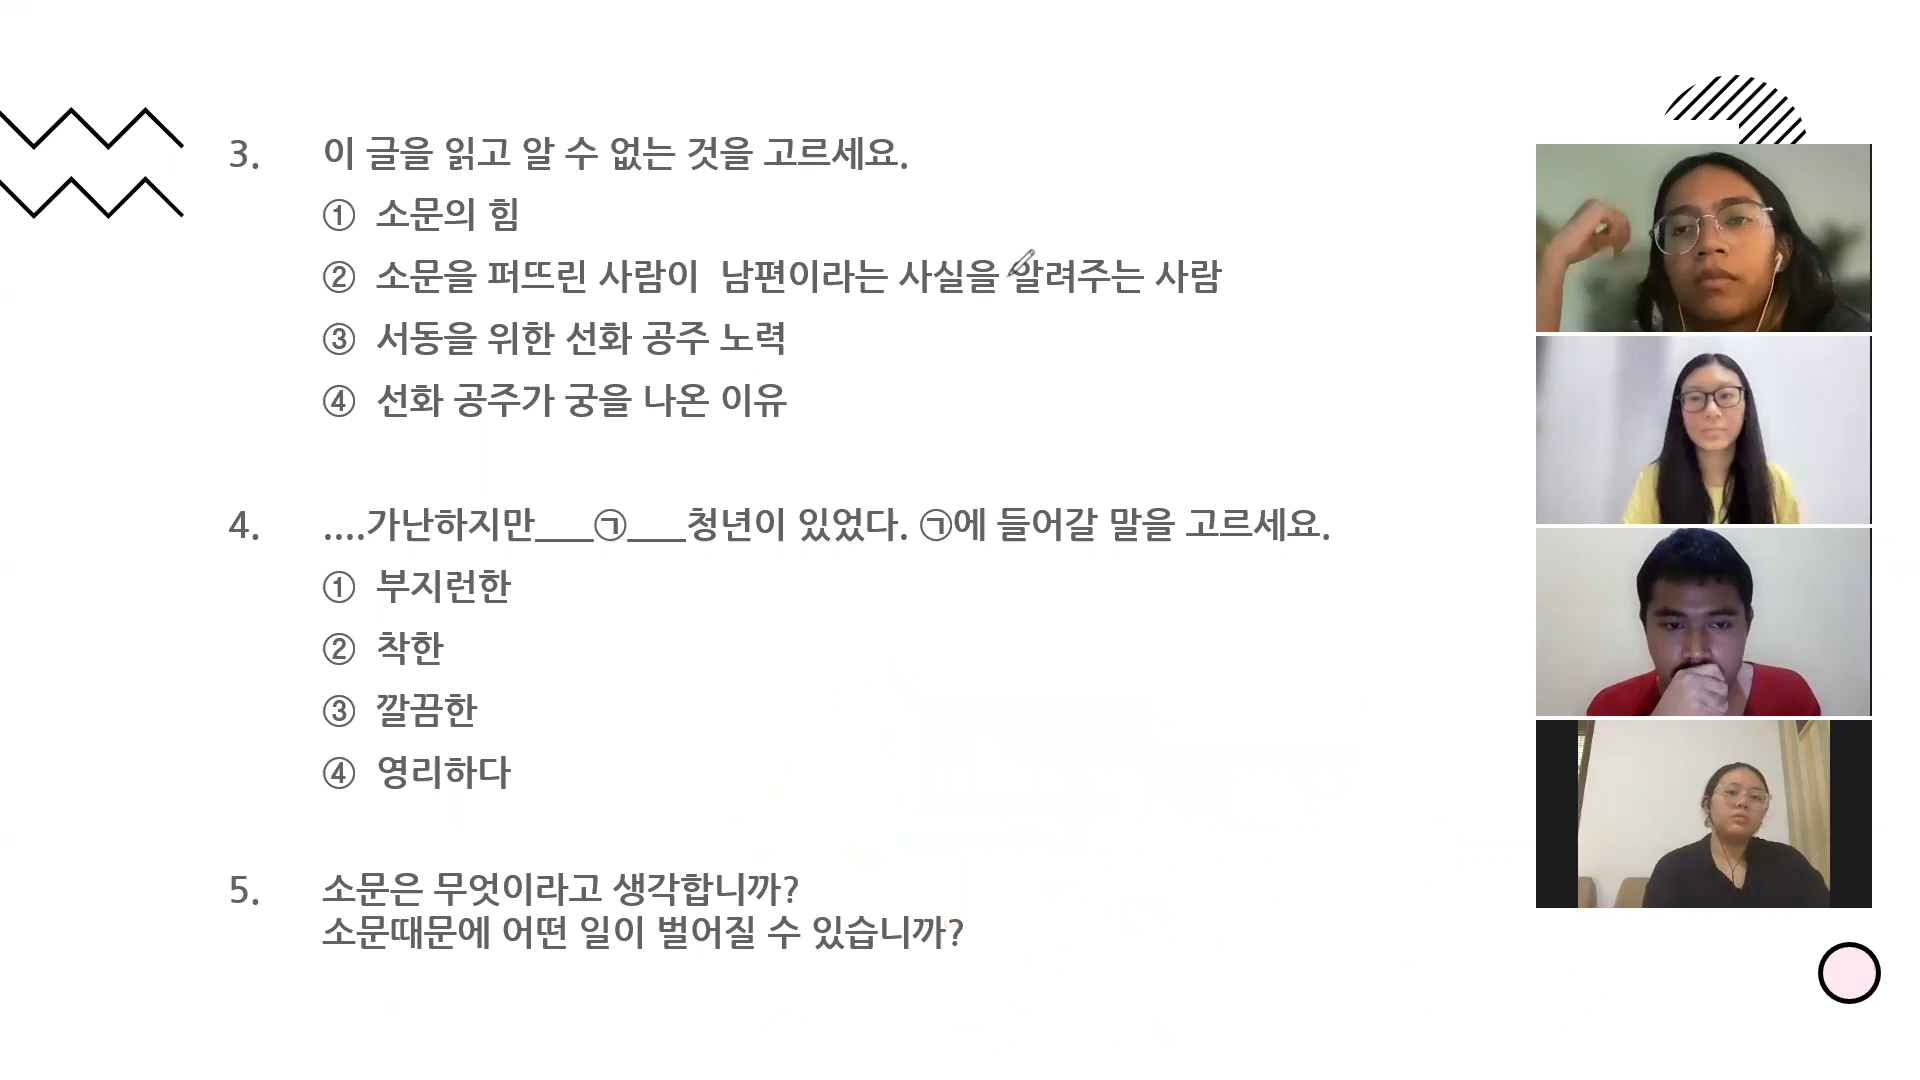 3. 이 글을 읽고 알 수 없는 것을 고르세요.
① 소문의 힘
② 소문을 퍼뜨린 사람이 남편이라는 사실을 알려주는 사람
③ 서동을 위한 선화 공주 노력
④ 선화 공주가 궁을 나온 이유
4. ....가난하지만___㉠___청년이 있었다. ㉠에 들어갈 말을 고르세요.
① 부지런한
② 착한
③ 깔끔한
④ 영리하다
5. 소문은 무엇이라고 생각합니까?
소문때문에 어떤 일이 벌어질 수 있습니까?